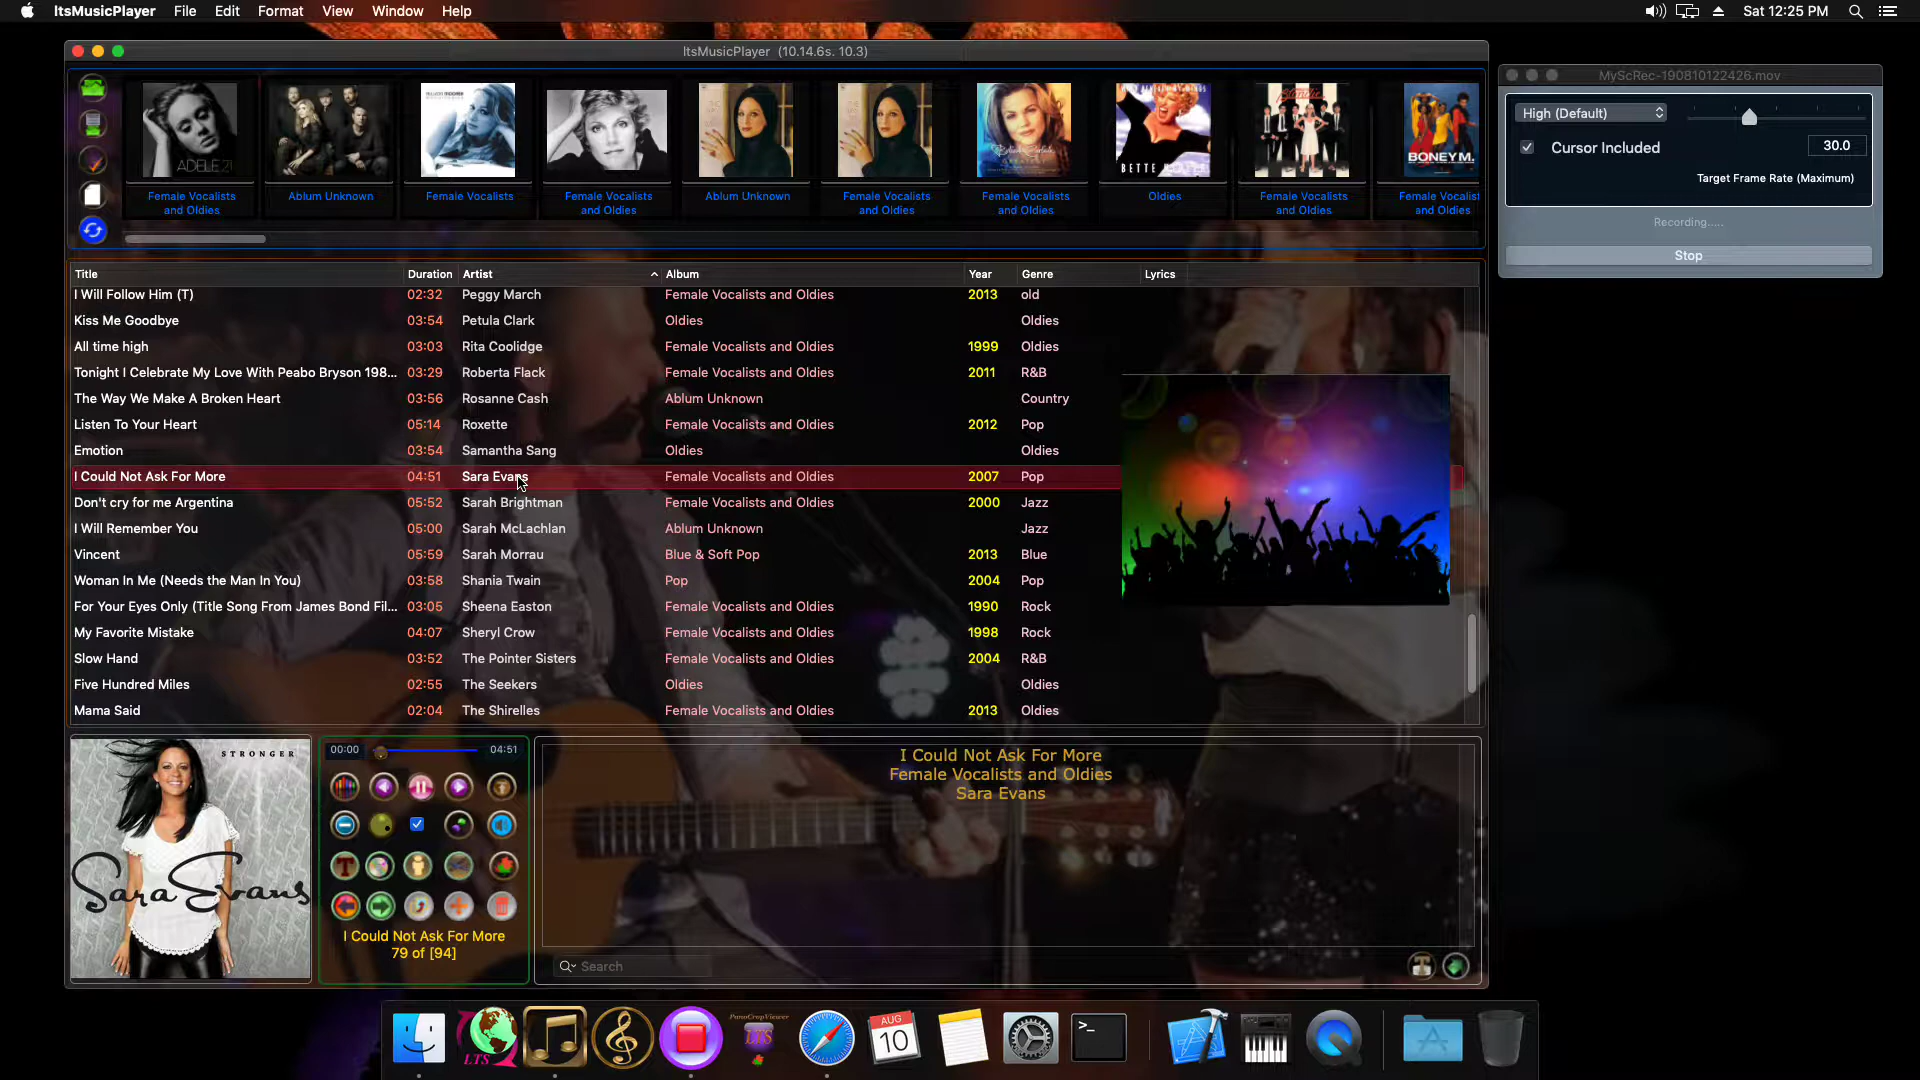 ItsMusicPlayer File Edit Format View Window Help
Sat 12:25 PM
ItsMusicPlayer (10.14.6s. 10.3)
MyScRec-190810122426.mov
High (Default)
Cursor Included
30.0
Target Frame Rate (Maximum)
Recording.....
Stop
ADELE 21
BETTE
BONEY M.
Female Vocalists and Oldies
Ablum Unknown
Female Vocalists
Female Vocalists and Oldies
Ablum Unknown
Female Vocalists and Oldies
Female Vocalists and Oldies
Oldies
Female Vocalists and Oldies
Female Vocalist and Oldies
Title Duration Artist Album Year Genre Lyrics
I Will Follow Him (T) 02:32 Peggy March Female Vocalists and Oldies 2013 old
Kiss Me Goodbye 03:54 Petula Clark Oldies Oldies
All time high 03:03 Rita Coolidge Female Vocalists and Oldies 1999 Oldies
Tonight I Celebrate My Love With Peabo Bryson 198... 03:29 Roberta Flack Female Vocalists and Oldies 2011 R&B
The Way We Make A Broken Heart 03:56 Rosanne Cash Ablum Unknown Country
Listen To Your Heart 05:14 Roxette Female Vocalists and Oldies 2012 Pop
Emotion 03:54 Samantha Sang Oldies Oldies
I Could Not Ask For More 04:51 Sara Evans Female Vocalists and Oldies 2007 Pop
Don't cry for me Argentina 05:52 Sarah Brightman Female Vocalists and Oldies 2000 Jazz
I Will Remember You 05:00 Sarah McLachlan Ablum Unknown Jazz
Vincent 05:59 Sarah Morrau Blue & Soft Pop 2013 Blue
Woman In Me (Needs the Man In You) 03:58 Shania Twain Pop 2004 Pop
For Your Eyes Only (Title Song From James Bond Fil... 03:05 Sheena Easton Female Vocalists and Oldies 1990 Rock
My Favorite Mistake 04:07 Sheryl Crow Female Vocalists and Oldies 1998 Rock
Slow Hand 03:52 The Pointer Sisters Female Vocalists and Oldies 2004 R&B
Five Hundred Miles 02:55 The Seekers Oldies Oldies
Mama Said 02:04 The Shirelles Female Vocalists and Oldies 2013 Oldies
STRONGER
Sara Evans
00:00 04:51
I Could Not Ask For More
79 of [94]
I Could Not Ask For More
Female Vocalists and Oldies
Sara Evans
Search
LTS
PanoCropViewer
LTS
AUG
10